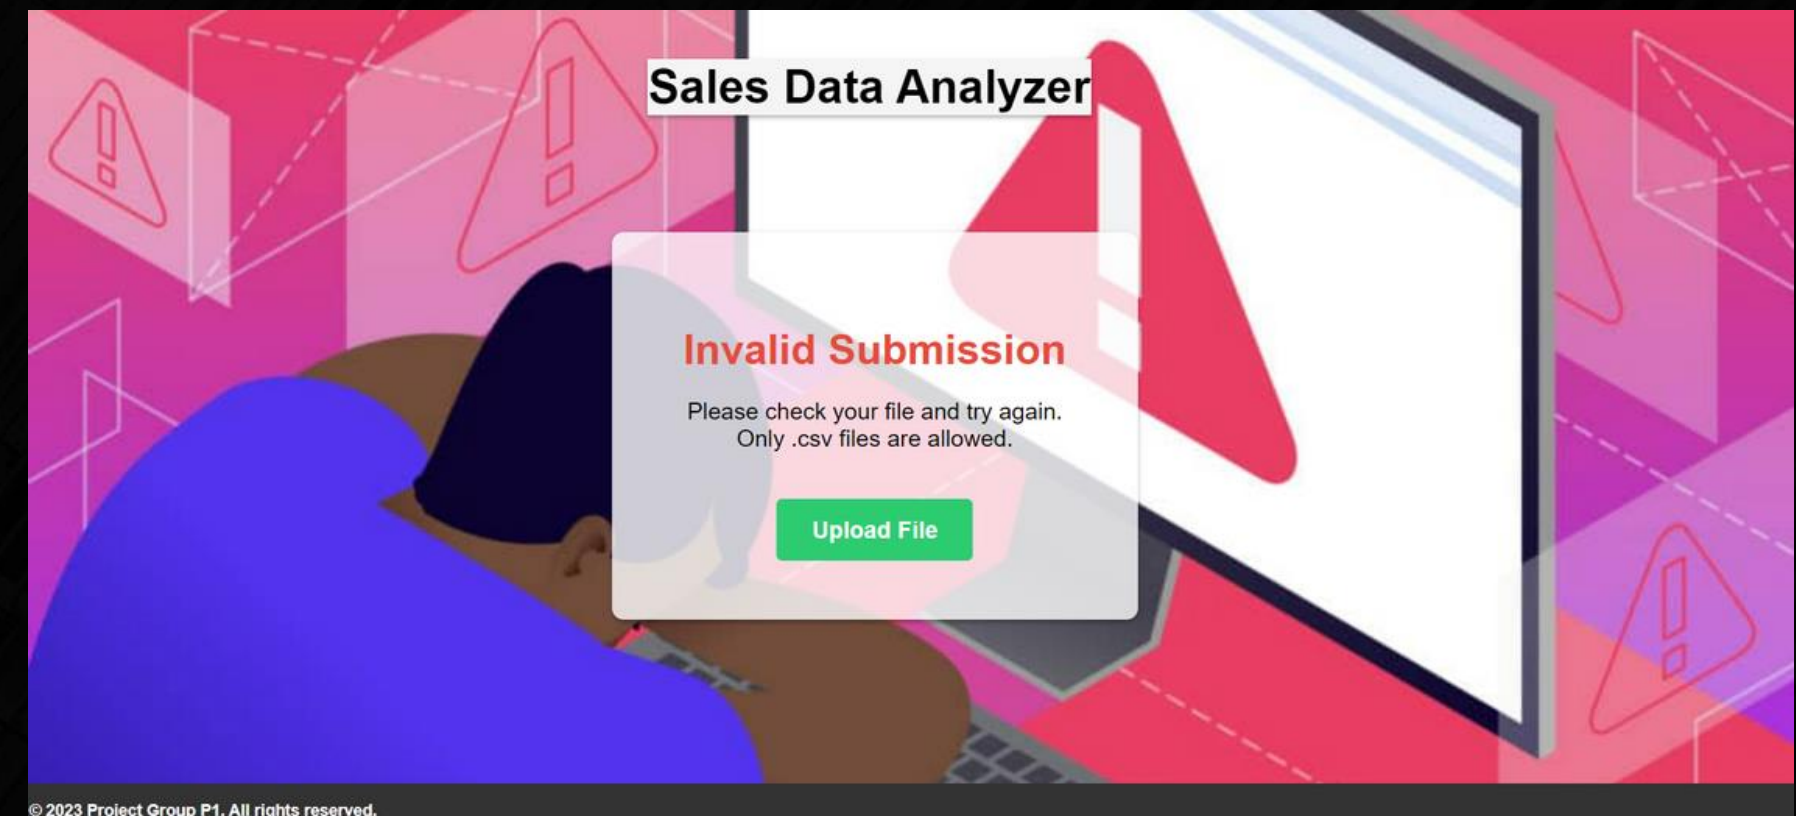 Sales Data Analyzer
Invalid Submission
Please check your file and try again.
Only .csv files are allowed.
Upload File
© 2023 Project Group P1. All rights reserved.